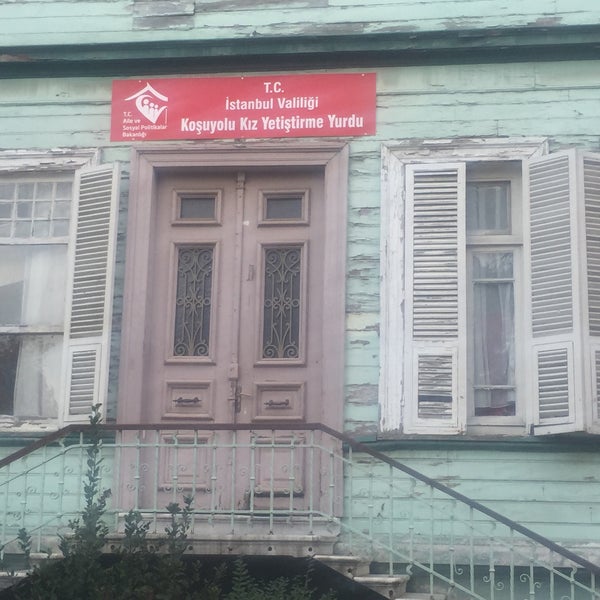 T.C.
İstanbul Valiliği
Koşuyolu Kız Yetiştirme Yurdu
T.C.
Aile ve
Sosyal Politikalar
Bakanlığı